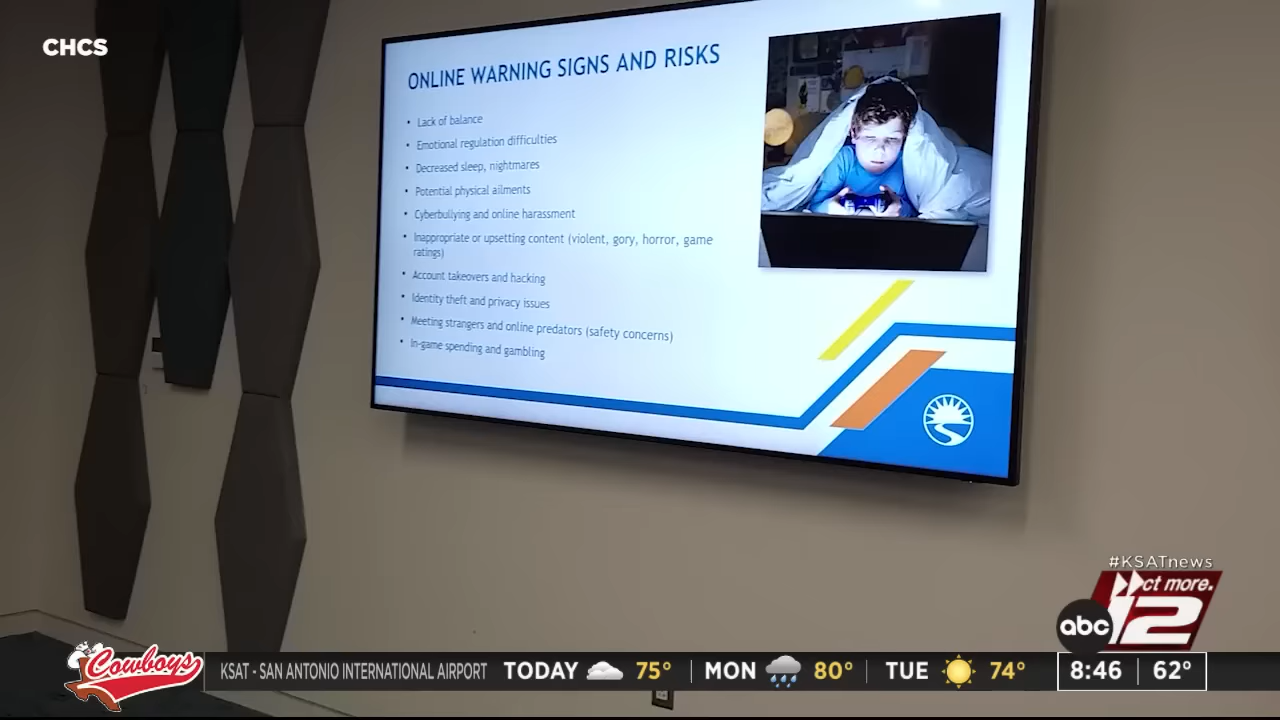 CHCS
ONLINE WARNING SIGNS AND RISKS
• Lack of balance
• Emotional regulation difficulties
• Decreased sleep, nightmares
• Potential physical ailments
• Cyberbullying and online harassment
• Inappropriate or upsetting content (violent, gory, horror, game
ratings)
• Account takeovers and hacking
• Identity theft and privacy issues
• Meeting strangers and online predators (safety concerns)
• In-game spending and gambling
#KSATnews
ct more.
abc 12
Cowboys KSAT - SAN ANTONIO INTERNATIONAL AIRPORT TODAY 75° MON 80° TUE 74° 8:46 62°